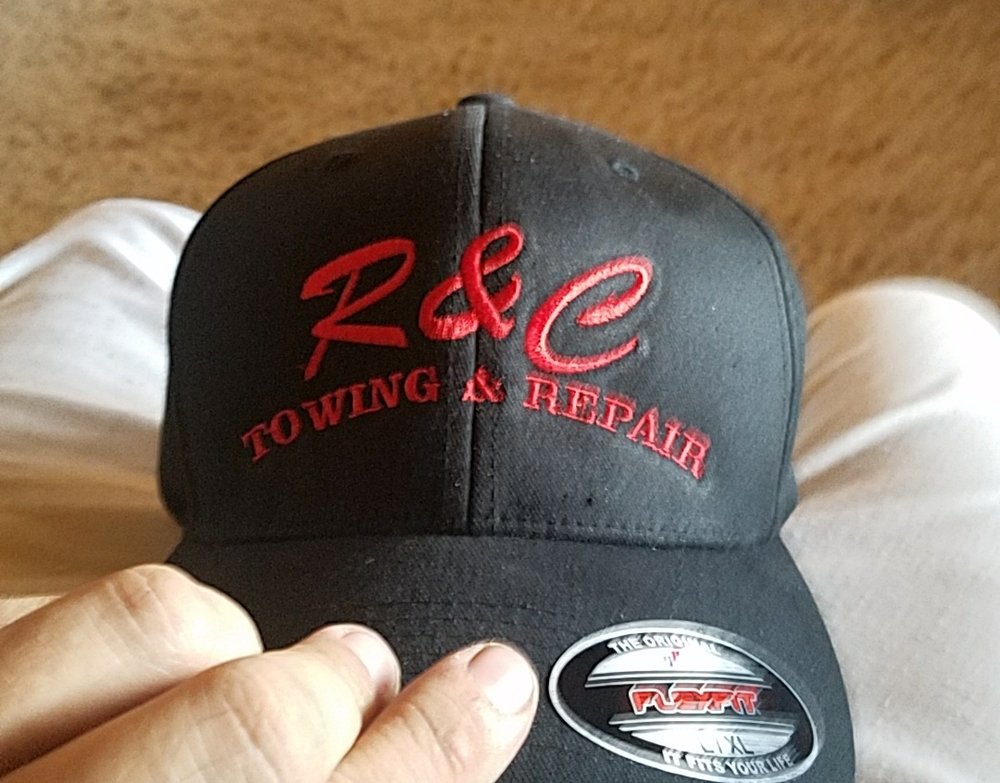 R&C
TOWING & REPAIR
THE ORIGINAL
FLEXFIT
L / XL
IT FITS YOUR LIFE